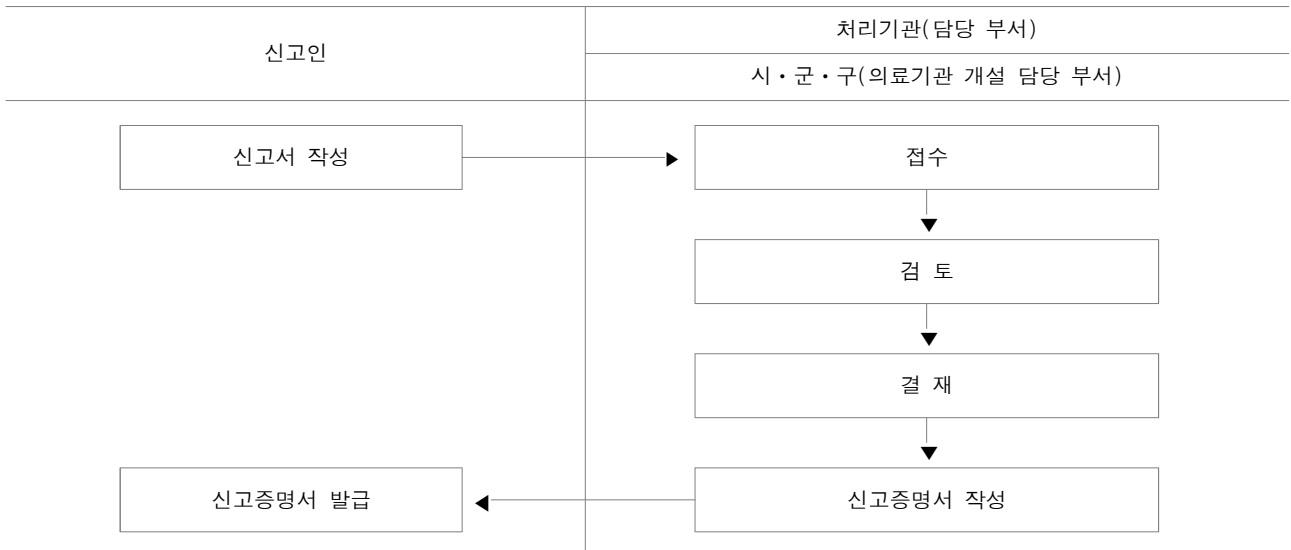 신고인
처리기관(담당 부서)
시・군・구(의료기관 개설 담당 부서)
신고서 작성
접수
검 토
결 재
신고증명서 발급
신고증명서 작성